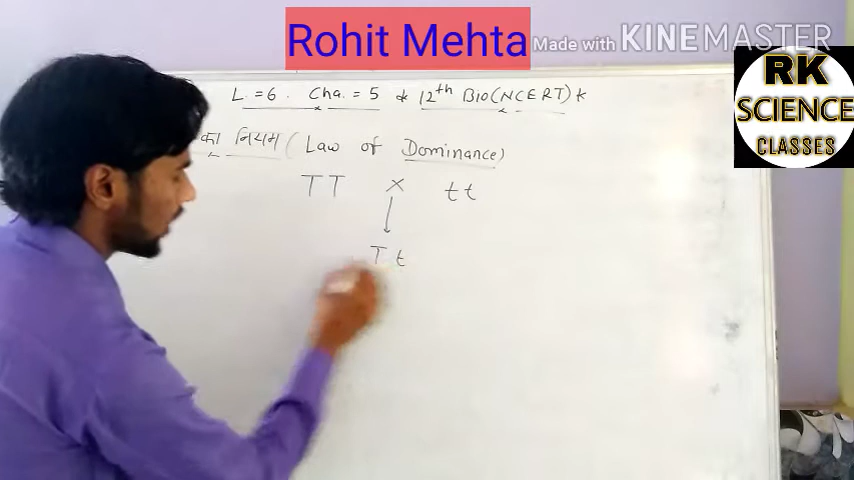 Rohit Mehta
Made with KINEMASTER
RK
SCIENCE
CLASSES
L. = 6. Cha. = 5 * 12th BIO (NCERT) *
का नियम ( Law of Dominance)
TT × tt
Tt